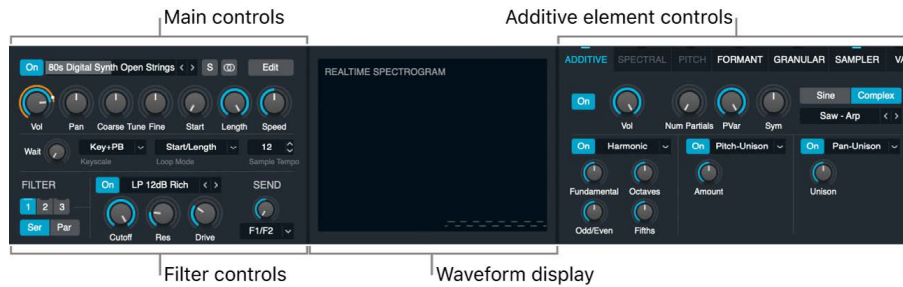 Main controls
Additive element controls
On 80s Digital Synth Open Strings < > S Edit
Vol Pan Coarse Tune Fine Start Length Speed
Wait Key+PB Start/Length 12
Keyscale Loop Mode Sample Tempo
FILTER On LP 12dB Rich < > SEND
1 2 3
Ser Par
Cutoff Res Drive F1/F2
REALTIME SPECTROGRAM
ADDITIVE SPECTRAL PITCH FORMANT GRANULAR SAMPLER VA
On Sine Complex
Saw - Arp < >
Vol Num Partials PVar Sym
On Harmonic On Pitch-Unison On Pan-Unison
Fundamental Octaves Amount Unison
Odd/Even Fifths
Filter controls
Waveform display